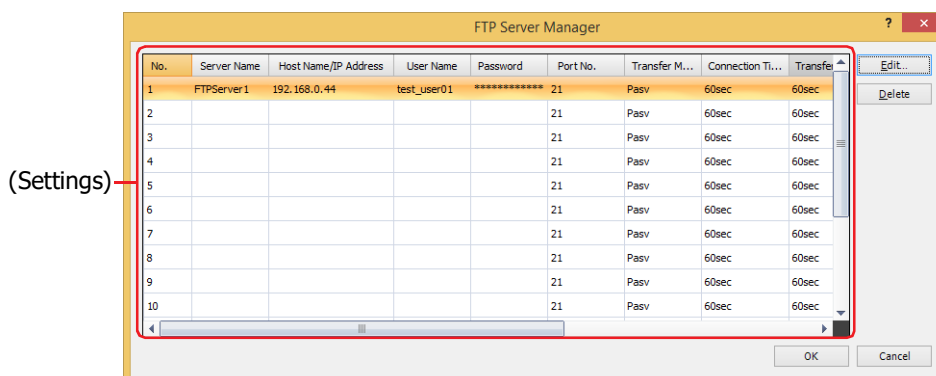 FTP Server Manager ? ×
No. Server Name Host Name/IP Address User Name Password Port No. Transfer M... Connection Ti... Transfe Edit...
1 FTPServer1 192.168.0.44 test_user01 ************ 21 Pasv 60sec 60sec Delete
2 21 Pasv 60sec 60sec
3 21 Pasv 60sec 60sec
4 21 Pasv 60sec 60sec
(Settings) 5 21 Pasv 60sec 60sec
6 21 Pasv 60sec 60sec
7 21 Pasv 60sec 60sec
8 21 Pasv 60sec 60sec
9 21 Pasv 60sec 60sec
10 21 Pasv 60sec 60sec
OK Cancel